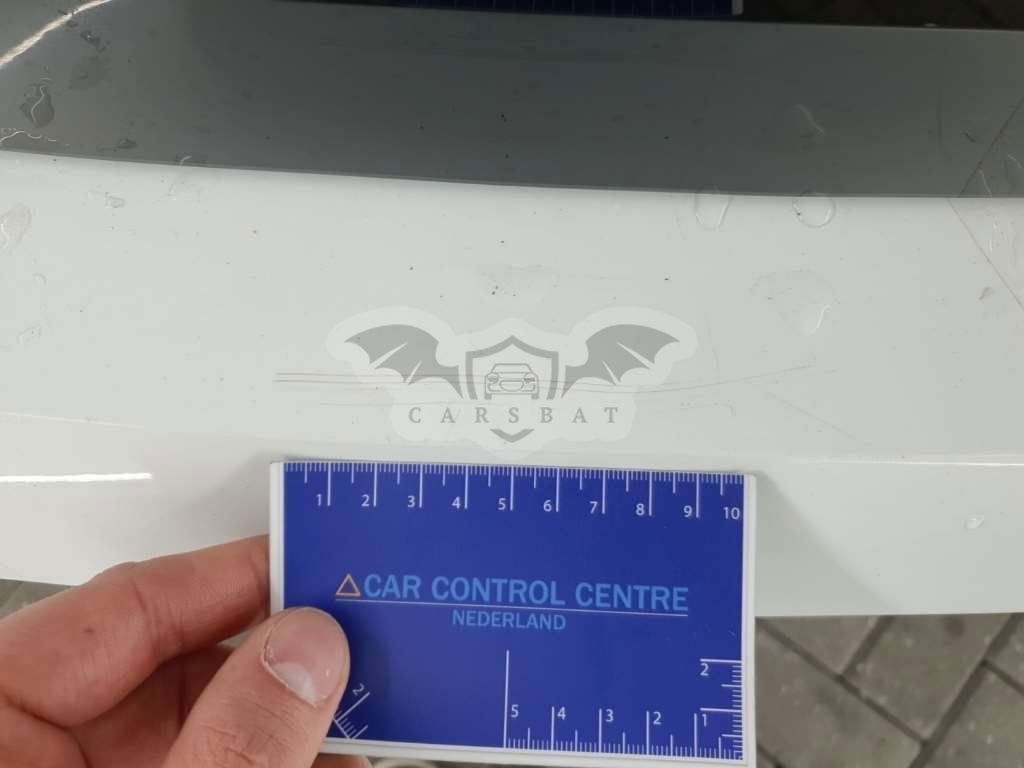 CARSBAT
1 2 3 4 5 6 7 8 9 10
CAR CONTROL CENTRE
NEDERLAND
2
2
5 4 3 2 1